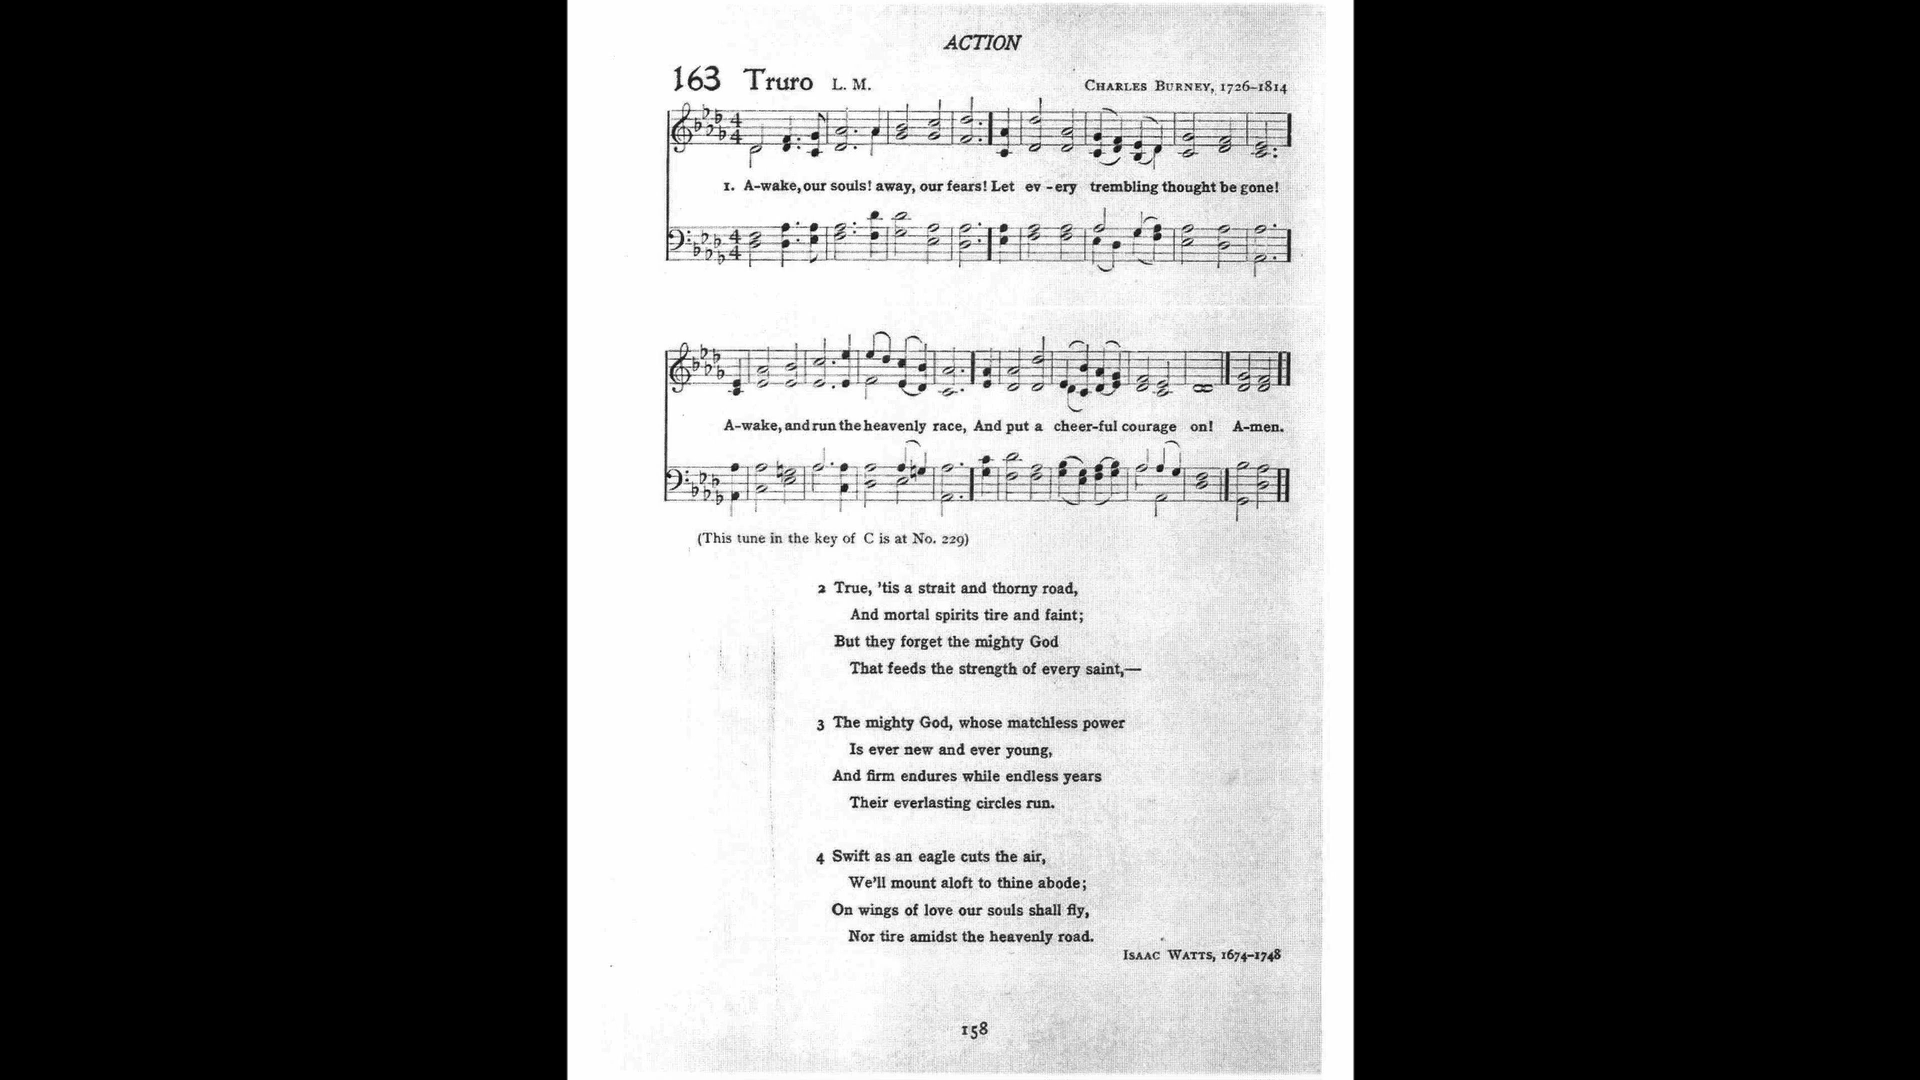 ACTION
163 Truro L. M. CHARLES BURNEY, 1726–1814
1. A-wake, our souls! away, our fears! Let ev-ery trembling thought be gone!
A-wake, and run the heavenly race, And put a cheer-ful courage on! A-men.
(This tune in the key of C is at No. 229)
2 True, 'tis a strait and thorny road,
And mortal spirits tire and faint;
But they forget the mighty God
That feeds the strength of every saint,—
3 The mighty God, whose matchless power
Is ever new and ever young,
And firm endures while endless years
Their everlasting circles run.
4 Swift as an eagle cuts the air,
We'll mount aloft to thine abode;
On wings of love our souls shall fly,
Nor tire amidst the heavenly road.
ISAAC WATTS, 1674–1748
158